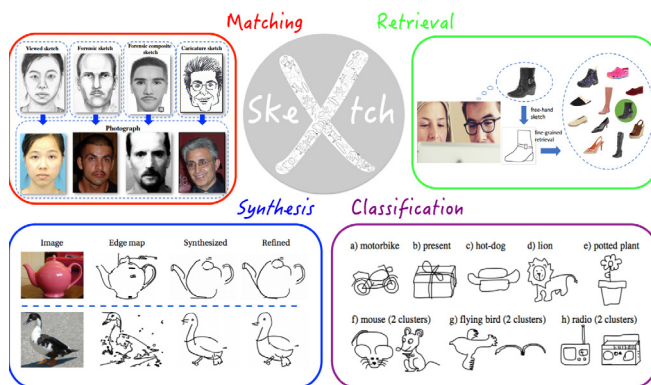 Matching
Retrieval
Viewed sketch
Forensic sketch
Forensic composite sketch
Caricature sketch
Photograph
SkeXtch
free-hand
sketch
fine-grained
retrieval
Synthesis
Classification
Image Edge map Synthesized Refined
a) motorbike b) present c) hot-dog d) lion e) potted plant
f) mouse (2 clusters) g) flying bird (2 clusters) h) radio (2 clusters)